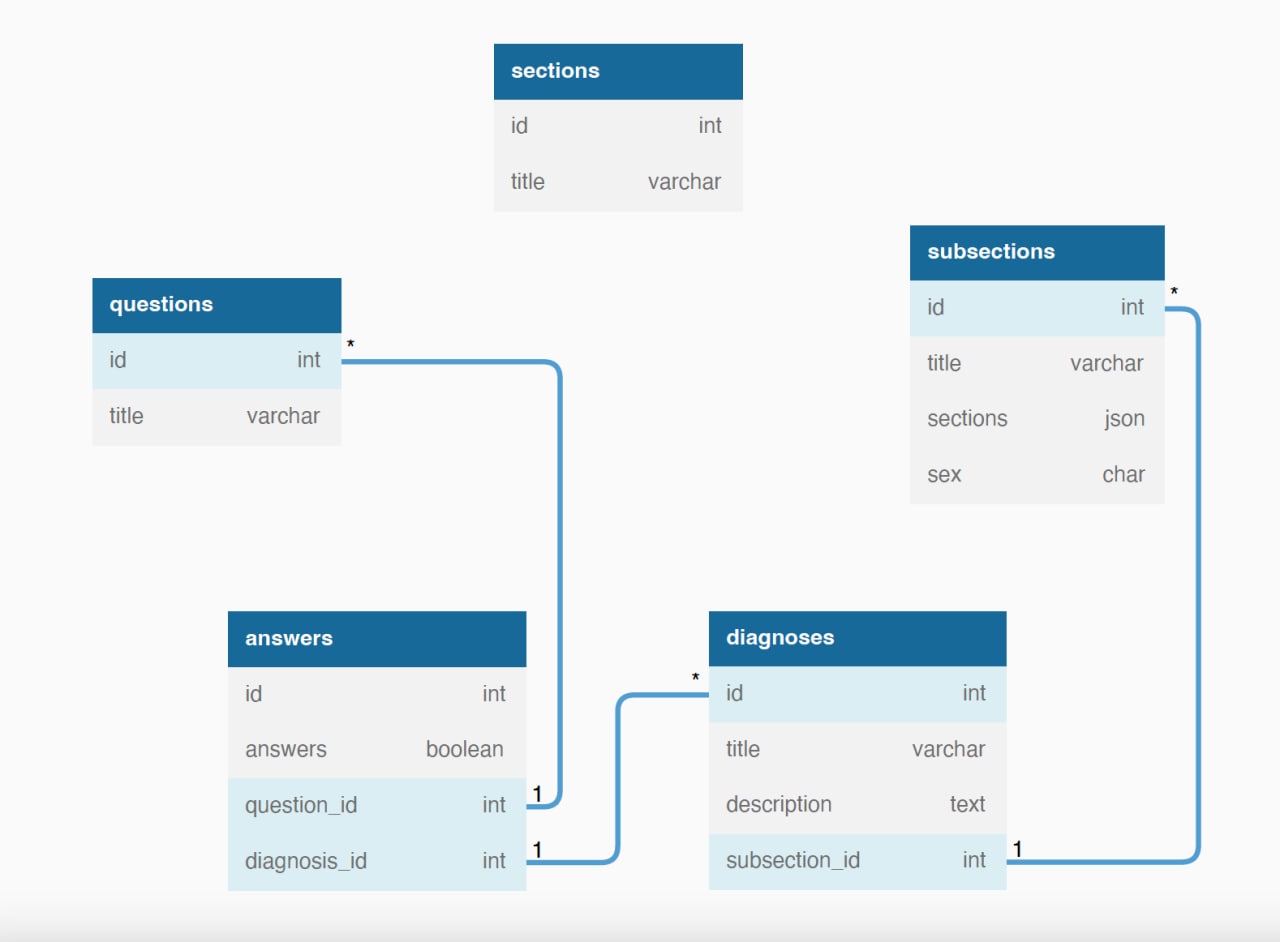 sections
id int
title varchar
subsections
id int *
title varchar
sections json
sex char
questions
id int *
title varchar
answers
id int
answers boolean
question_id int 1
diagnosis_id int 1
diagnoses
* id int
title varchar
description text
subsection_id int 1